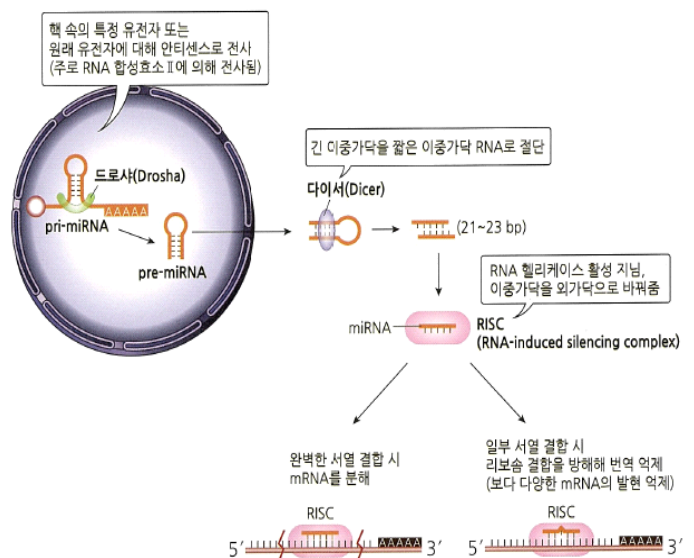 핵 속의 특정 유전자 또는
원래 유전자에 대해 안티센스로 전사
(주로 RNA 합성효소Ⅱ에 의해 전사됨)
드로샤(Drosha)
AAAAA
pri-miRNA
pre-miRNA
긴 이중가닥을 짧은 이중가닥 RNA로 절단
다이서(Dicer)
(21~23 bp)
RNA 헬리케이스 활성 지님,
이중가닥을 외가닥으로 바꿔줌
miRNA
RISC
(RNA-induced silencing complex)
완벽한 서열 결합 시
mRNA를 분해
RISC
5′ AAAAA 3′
일부 서열 결합 시
리보솜 결합을 방해해 번역 억제
(보다 다양한 mRNA의 발현 억제)
RISC
5′ AAAAA 3′